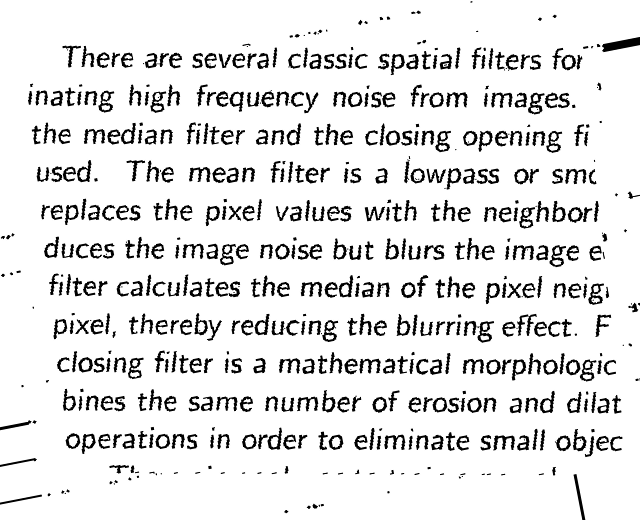 There are several classic spatial filters for
inating high frequency noise from images.
the median filter and the closing opening fi
used. The mean filter is a lowpass or smo
replaces the pixel values with the neighborh
duces the image noise but blurs the image e
filter calculates the median of the pixel neig
pixel, thereby reducing the blurring effect. F
closing filter is a mathematical morphologic
bines the same number of erosion and dilat
operations in order to eliminate small objec